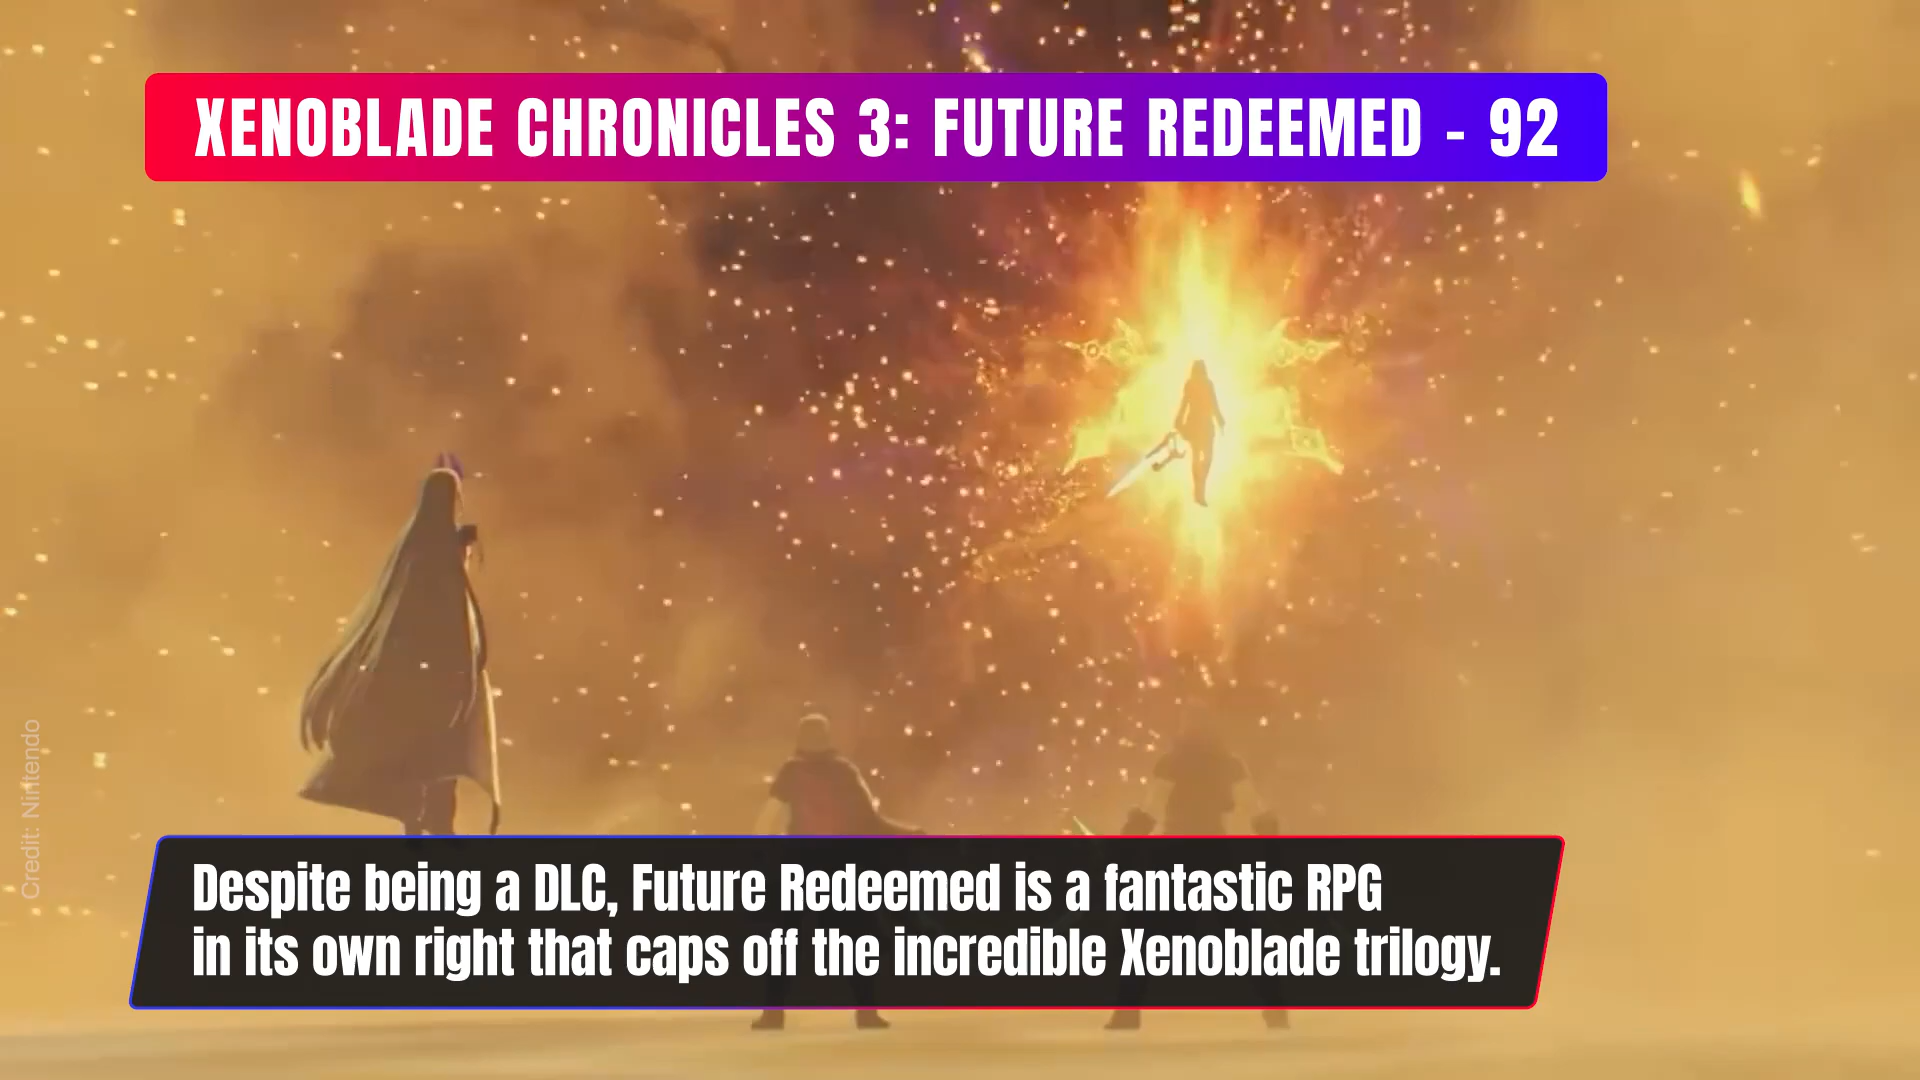 XENOBLADE CHRONICLES 3: FUTURE REDEEMED - 92
Despite being a DLC, Future Redeemed is a fantastic RPG
in its own right that caps off the incredible Xenoblade trilogy.
Credit: Nintendo